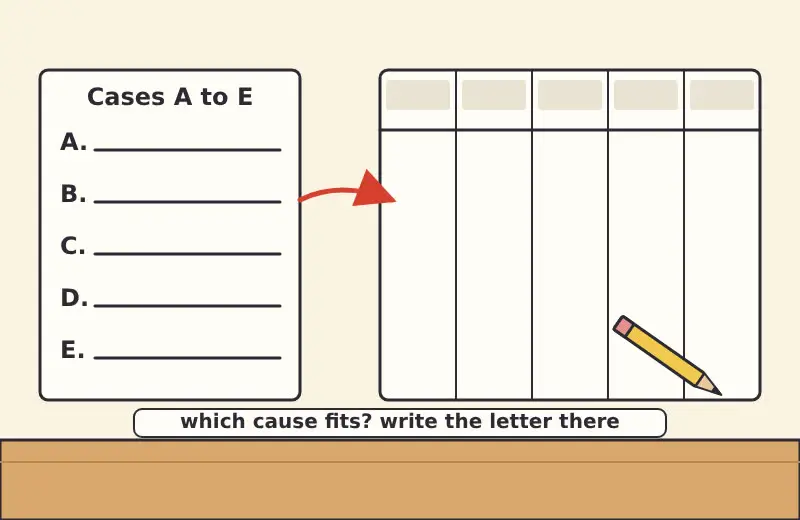 Cases A to E
A.
B.
C.
D.
E.
which cause fits? write the letter there